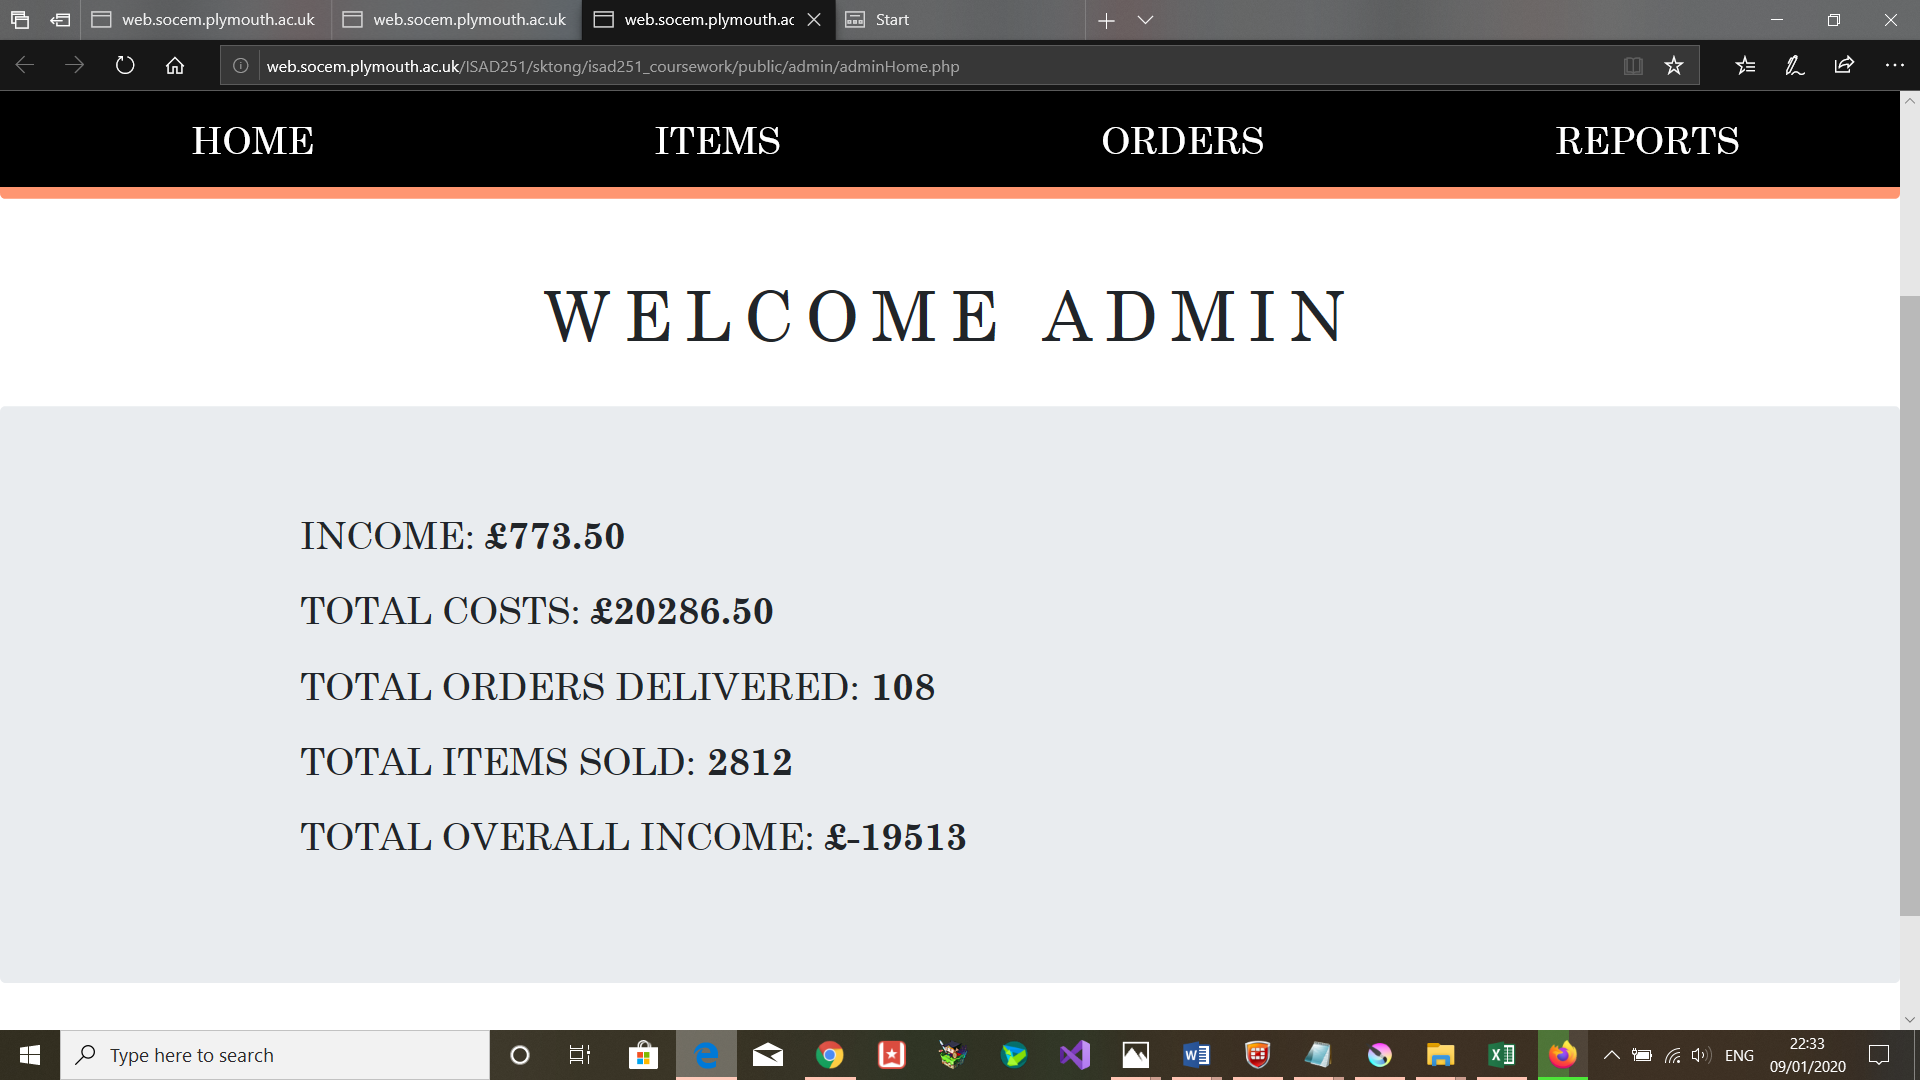 web.socem.plymouth.ac.uk web.socem.plymouth.ac.uk web.socem.plymouth.ac Start
web.socem.plymouth.ac.uk/ISAD251/sktong/isad251_coursework/public/admin/adminHome.php
HOME ITEMS ORDERS REPORTS
WELCOME ADMIN
INCOME: £773.50
TOTAL COSTS: £20286.50
TOTAL ORDERS DELIVERED: 108
TOTAL ITEMS SOLD: 2812
TOTAL OVERALL INCOME: £-19513
Type here to search
ENG
22:33
09/01/2020